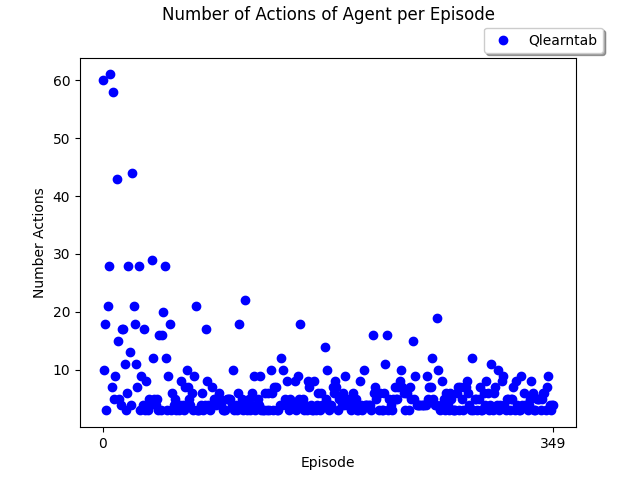 Number of Actions of Agent per Episode
Qlearntab
60
50
40
30
20
10
Number Actions
0
349
Episode